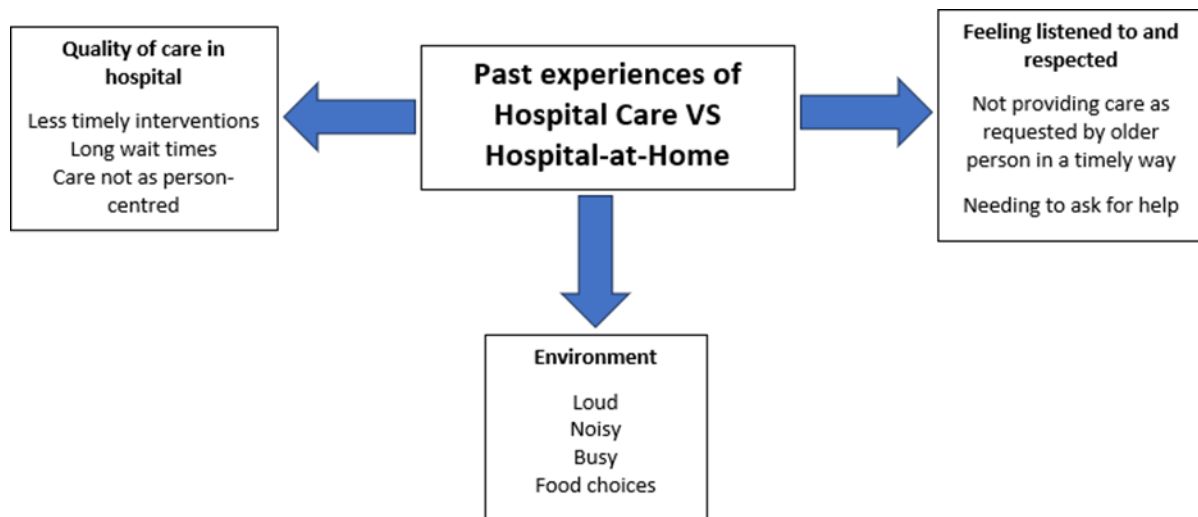 Quality of care in
hospital
Less timely interventions
Long wait times
Care not as person-
centred
Past experiences of
Hospital Care VS
Hospital-at-Home
Feeling listened to and
respected
Not providing care as
requested by older
person in a timely way
Needing to ask for help
Environment
Loud
Noisy
Busy
Food choices